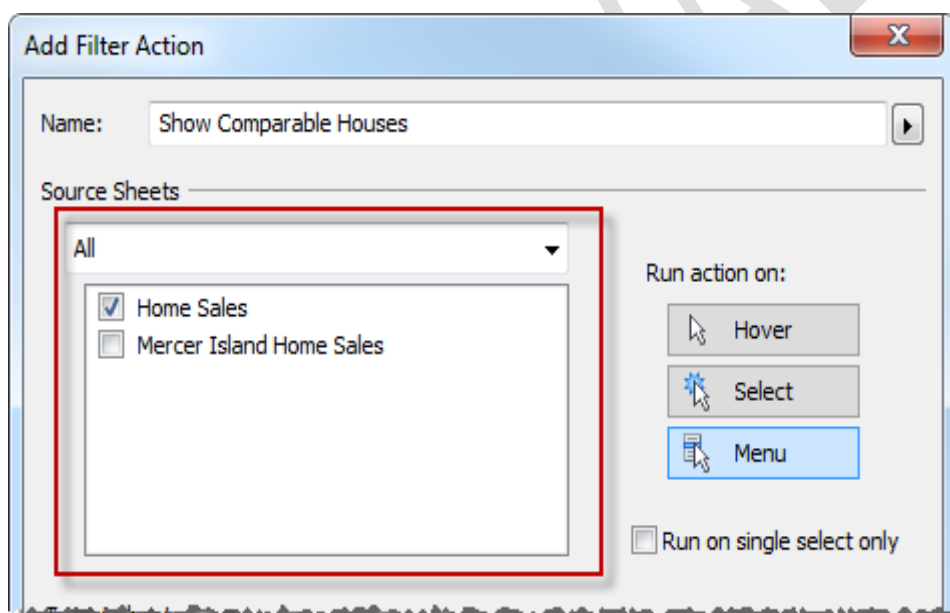 Add Filter Action
Name: Show Comparable Houses
Source Sheets
All
Home Sales
Mercer Island Home Sales
Run action on:
Hover
Select
Menu
Run on single select only